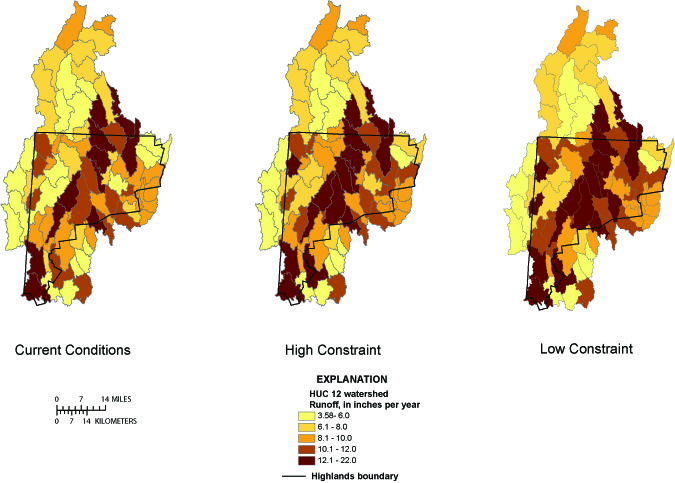 Current Conditions
High Constraint
Low Constraint
0 7 14 MILES
0 7 14 KILOMETERS
EXPLANATION
HUC 12 watershed
Runoff, in inches per year
3.58- 6.0
6.1 - 8.0
8.1 - 10.0
10.1 - 12.0
12.1 - 22.0
Highlands boundary